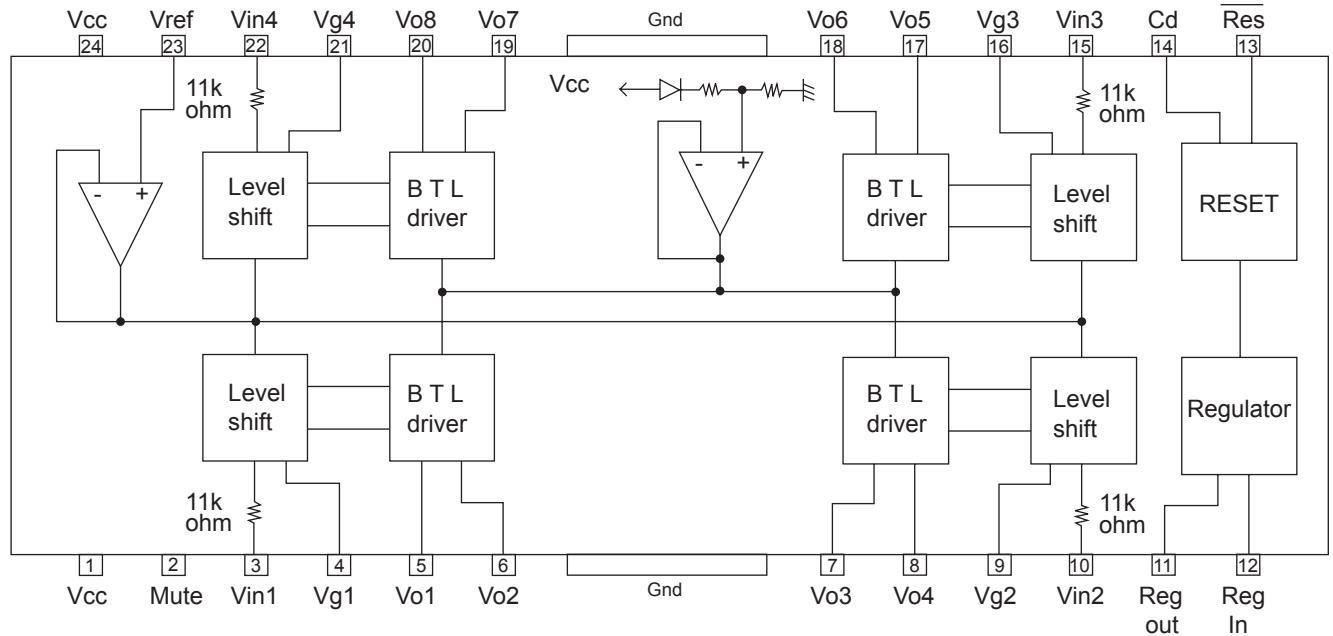 Vcc Vref Vin4 Vg4 Vo8 Vo7 Gnd Vo6 Vo5 Vg3 Vin3 Cd Res
24 23 22 21 20 19 18 17 16 15 14 13
11k
ohm
Vcc
11k
ohm
Level
shift
B T L
driver
- +
- +
B T L
driver
Level
shift
RESET
Level
shift
B T L
driver
B T L
driver
Level
shift
Regulator
11k
ohm
11k
ohm
1 2 3 4 5 6 7 8 9 10 11 12
Vcc Mute Vin1 Vg1 Vo1 Vo2 Gnd Vo3 Vo4 Vg2 Vin2 Reg Reg
out In